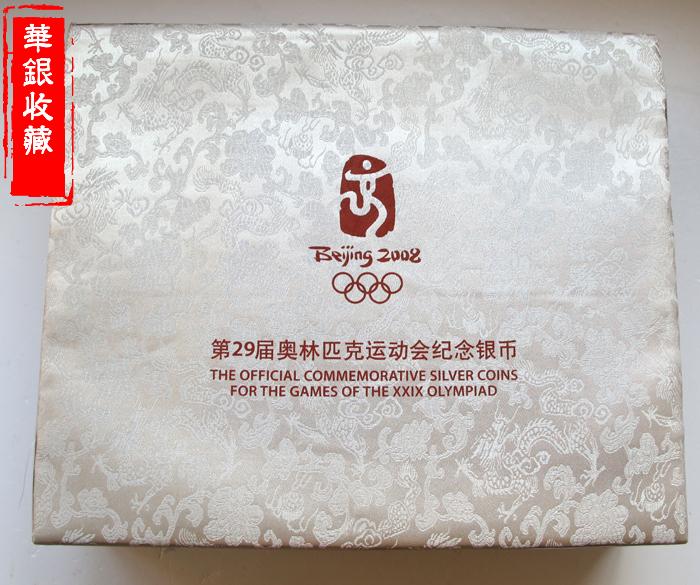 華銀收藏
Beijing 2008
第29届奥林匹克运动会纪念银币
THE OFFICIAL COMMEMORATIVE SILVER COINS
FOR THE GAMES OF THE XXIX OLYMPIAD